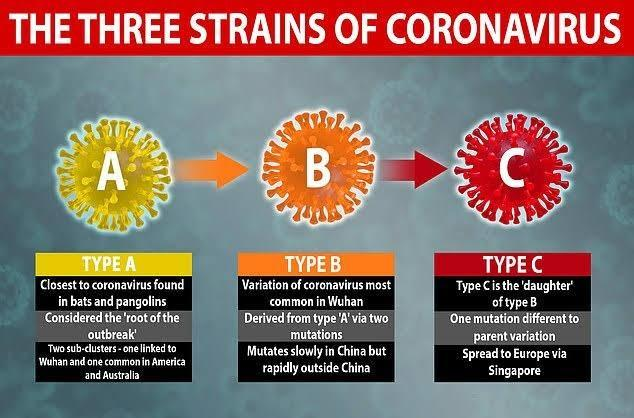 THE THREE STRAINS OF CORONAVIRUS
A
B
C
TYPE A
Closest to coronavirus found
in bats and pangolins
Considered the 'root of the
outbreak'
Two sub-clusters - one linked to
Wuhan and one common in America
and Australia
TYPE B
Variation of coronavirus most
common in Wuhan
Derived from type 'A' via two
mutations
Mutates slowly in China but
rapidly outside China
TYPE C
Type C is the 'daughter'
of type B
One mutation different to
parent variation
Spread to Europe via
Singapore